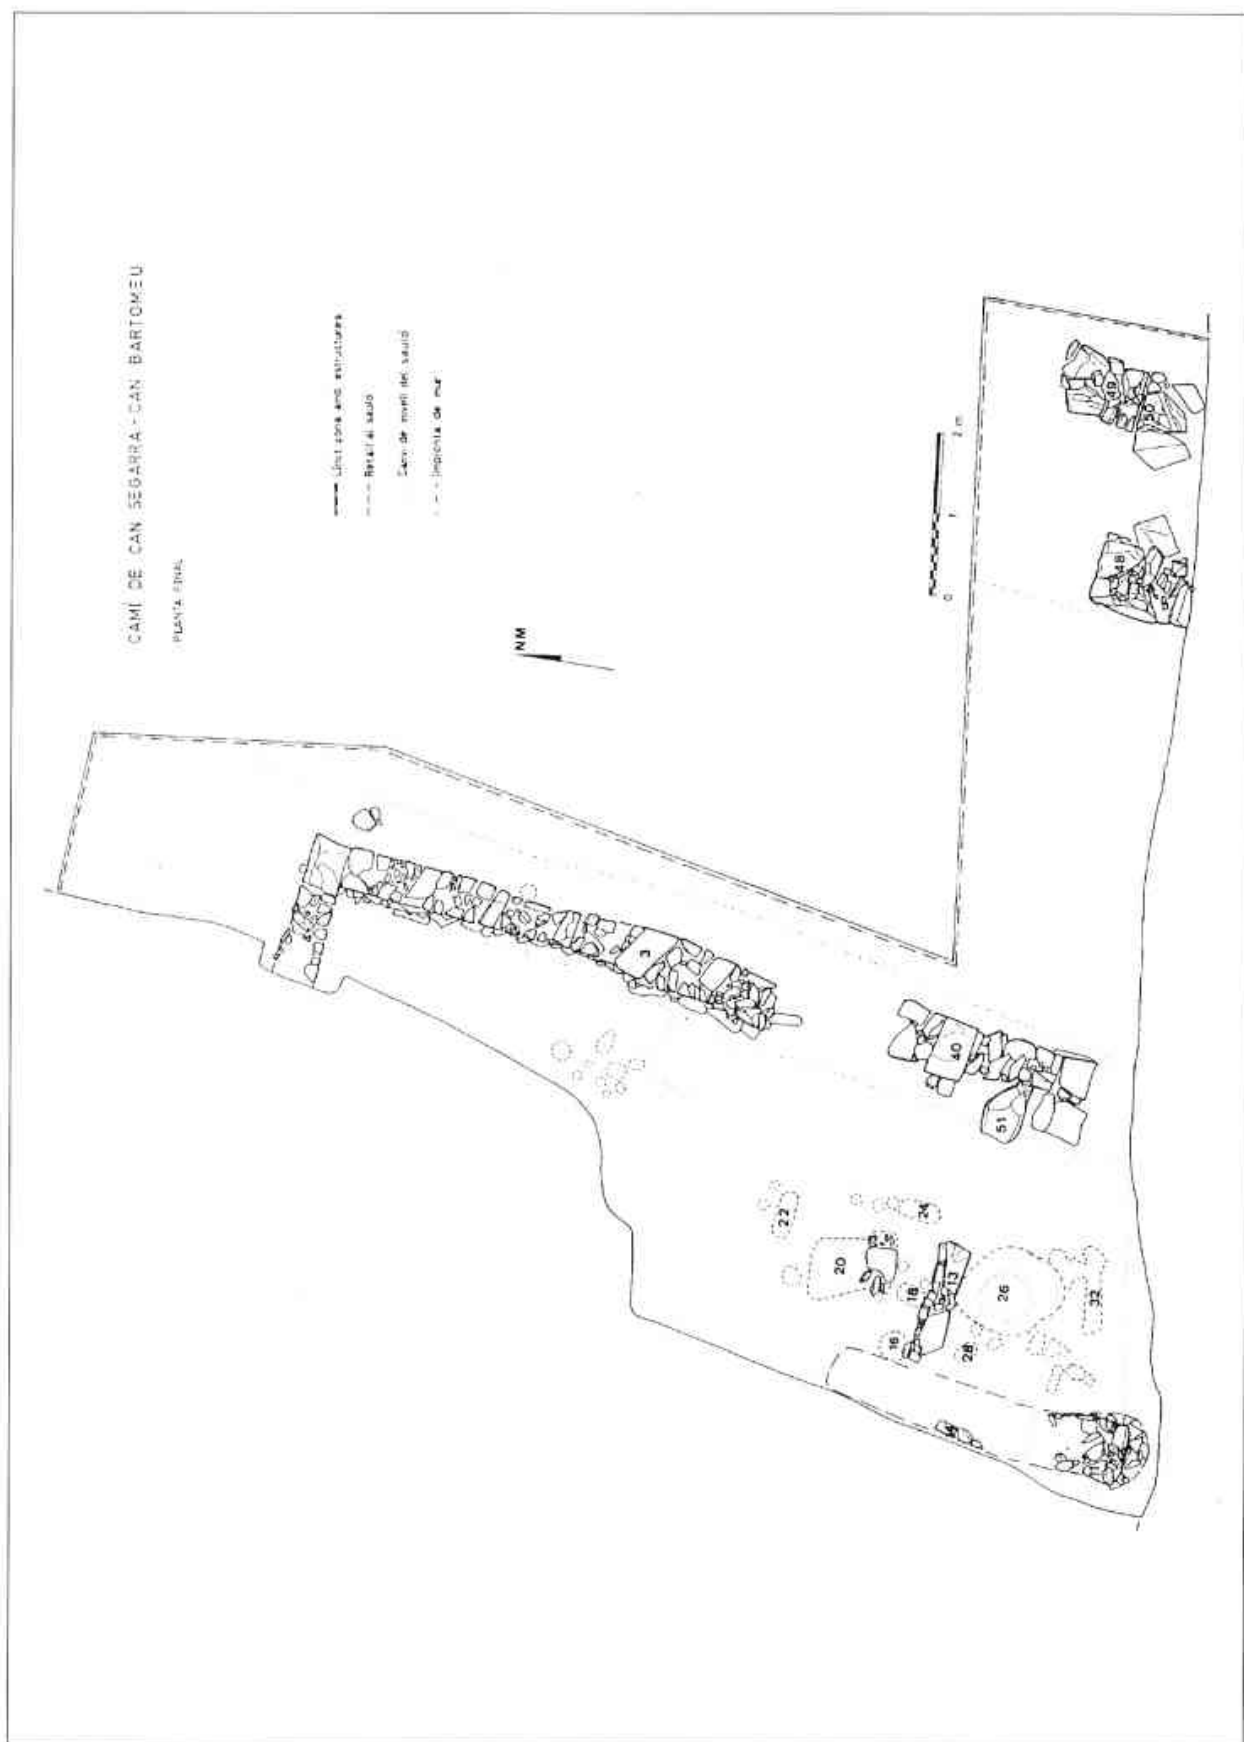 CAMÍ DE CAN SEGARRA-CAN BARTOMEU
PLANTA FINAL
Límit zona amb estructures
Retall al sauló
Canvi de nivell del sauló
Impronta de mur
NM
0 1 2 m
49
50
48
3
40
51
22
24
20
18
13
26
32
16
28
14